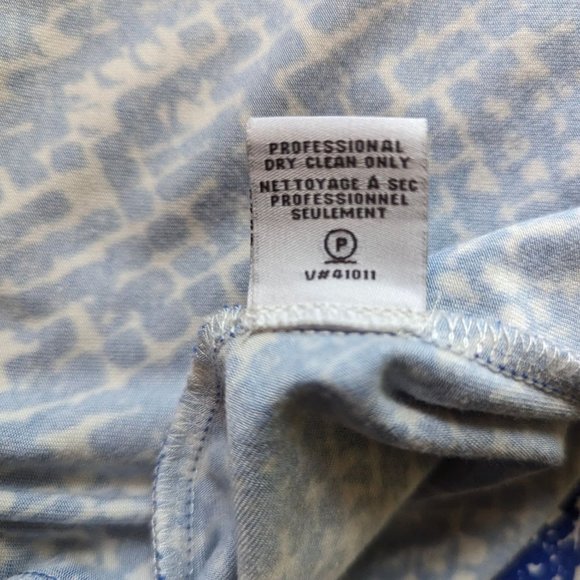 PROFESSIONAL
DRY CLEAN ONLY
NETTOYAGE À SEC
PROFESSIONNEL
SEULEMENT
P
V#41011